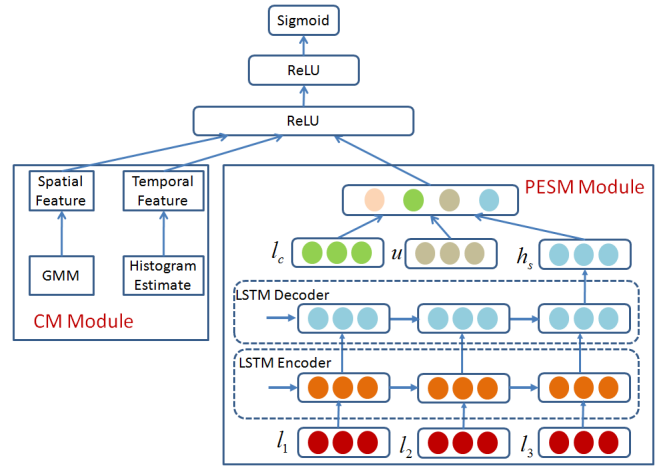 Sigmoid
ReLU
ReLU
Spatial
Feature
Temporal
Feature
GMM
Histogram
Estimate
CM Module
PESM Module
l_c
u
h_s
LSTM Decoder
LSTM Encoder
l_1
l_2
l_3